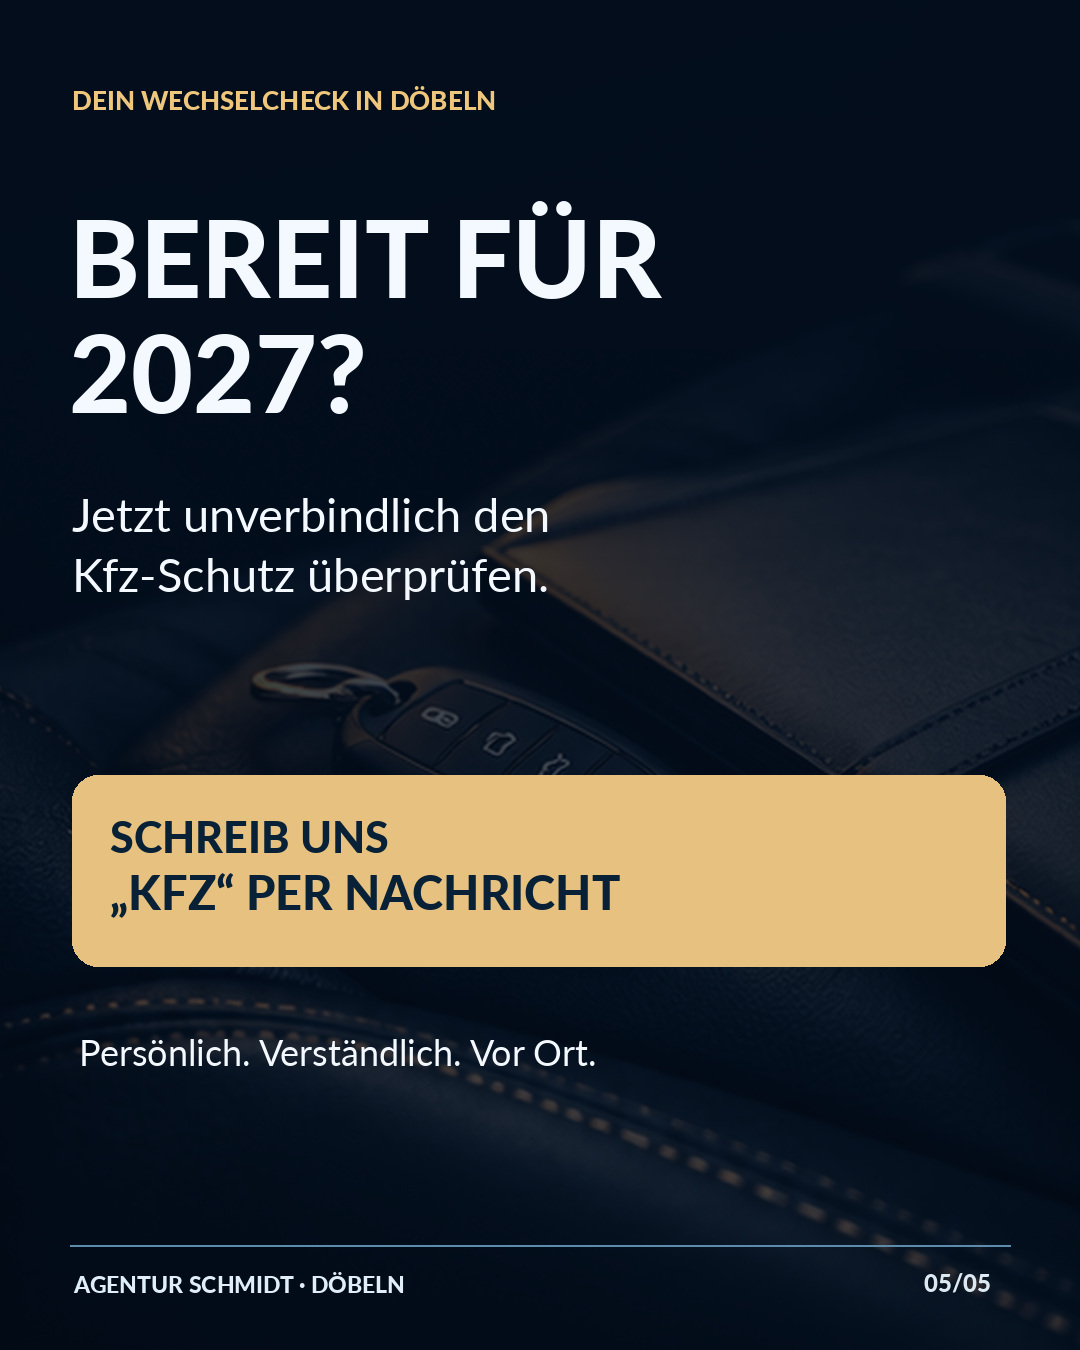 DEIN WECHSELCHECK IN DÖBELN
BEREIT FÜR
2027?
Jetzt unverbindlich den
Kfz-Schutz überprüfen.
SCHREIB UNS
„KFZ“ PER NACHRICHT
Persönlich. Verständlich. Vor Ort.
AGENTUR SCHMIDT · DÖBELN
05/05